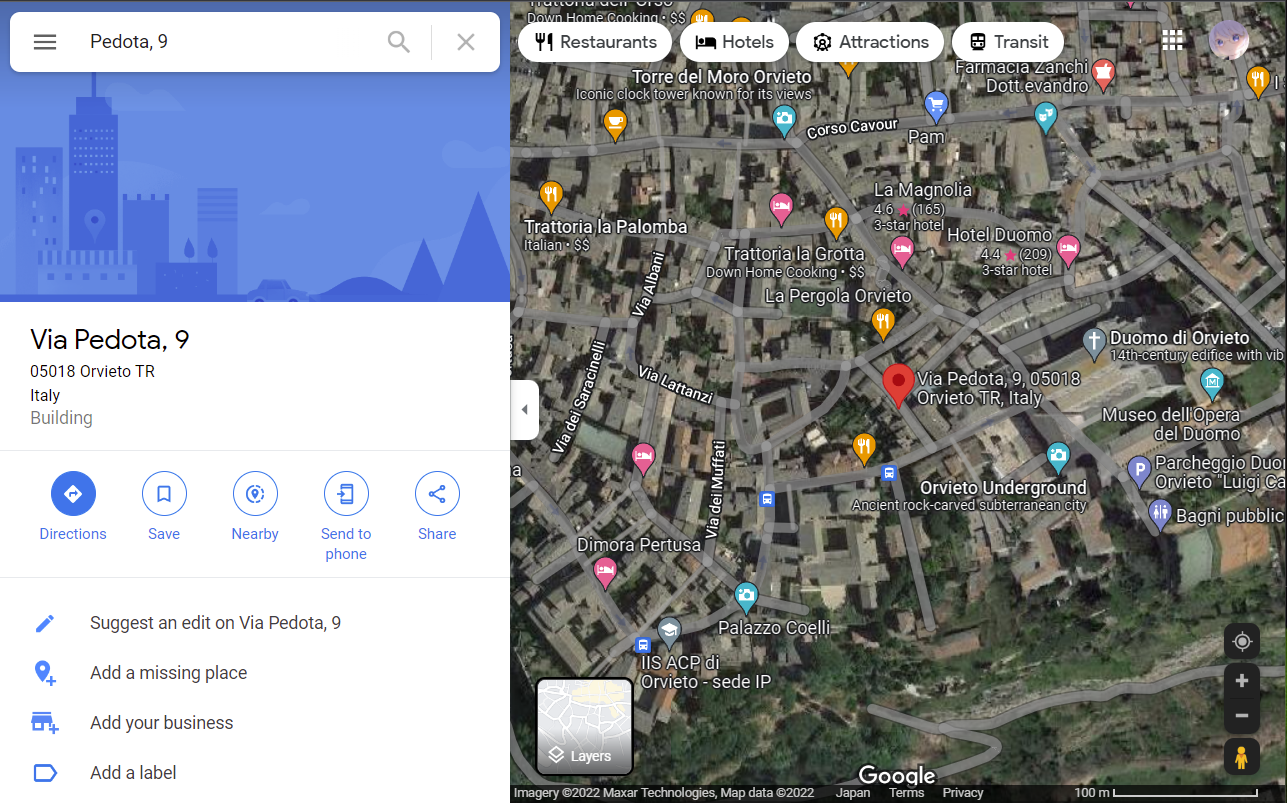 Pedota, 9
Via Pedota, 9
05018 Orvieto TR
Italy
Building
Directions
Save
Nearby
Send to
phone
Share
Suggest an edit on Via Pedota, 9
Add a missing place
Add your business
Add a label
Down Home Cooking • $$
Restaurants
Hotels
Attractions
Transit
Torre del Moro Orvieto
Iconic clock tower known for its views
Farmacia Zanchi
Dott.evandro
Corso Cavour
Pam
Trattoria la Palomba
Italian • $$
La Magnolia
4.6 ★ (165)
3-star hotel
Trattoria la Grotta
Down Home Cooking • $$
Hotel Duomo
4.4 ★ (209)
3-star hotel
Via Albani
La Pergola Orvieto
Duomo di Orvieto
14th-century edifice with vib
Via dei Saracinelli
Via Lattanzi
Via Pedota, 9, 05018
Orvieto TR, Italy
Museo dell'Opera
del Duomo
Via dei Muffati
P
Parcheggio Duo
Orvieto "Luigi Ca
Orvieto Underground
Ancient rock-carved subterranean city
Bagni pubblic
Dimora Pertusa
Palazzo Coelli
IIS ACP di
Orvieto - sede IP
Layers
Google
Imagery ©2022 Maxar Technologies, Map data ©2022
Japan
Terms
Privacy
100 m